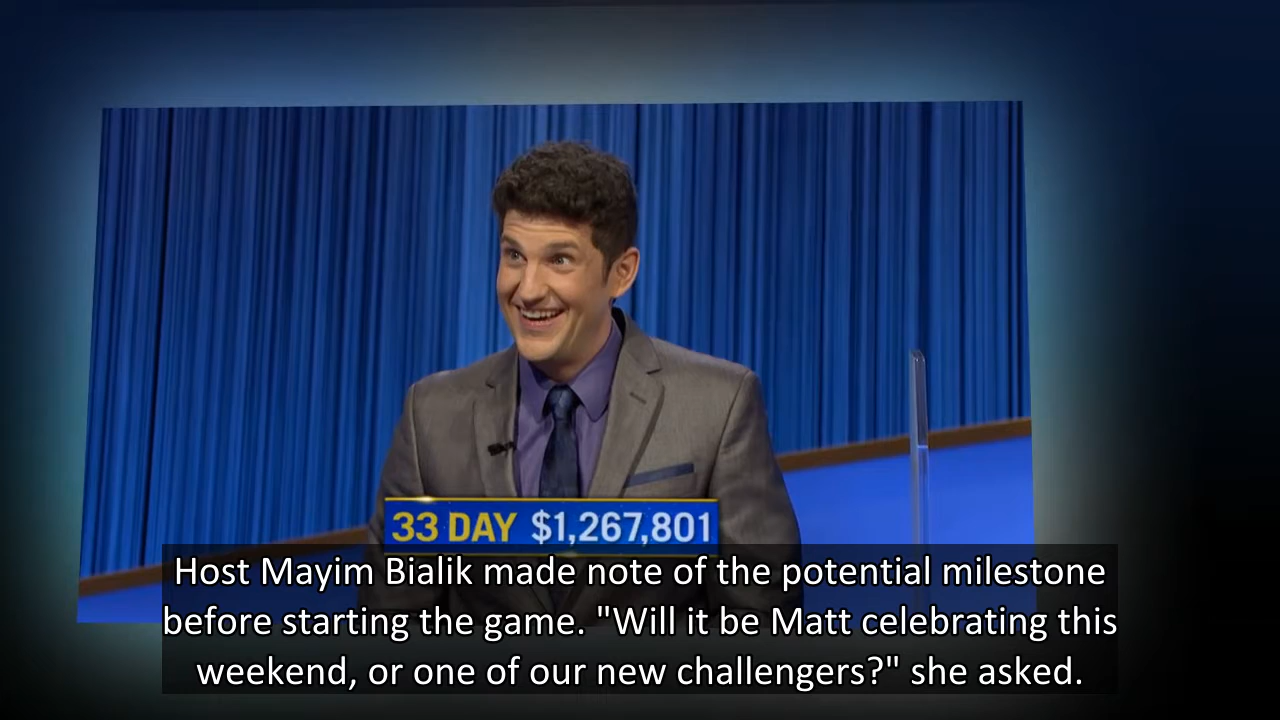 33 DAY $1,267,801
Host Mayim Bialik made note of the potential milestone
before starting the game. "Will it be Matt celebrating this
weekend, or one of our new challengers?" she asked.